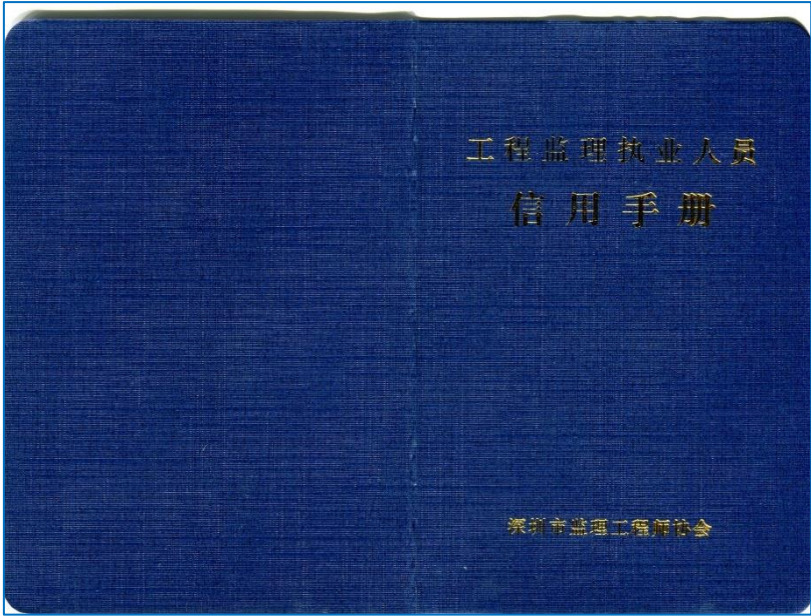 工程监理执业人员
信用手册
深圳市监理工程师协会